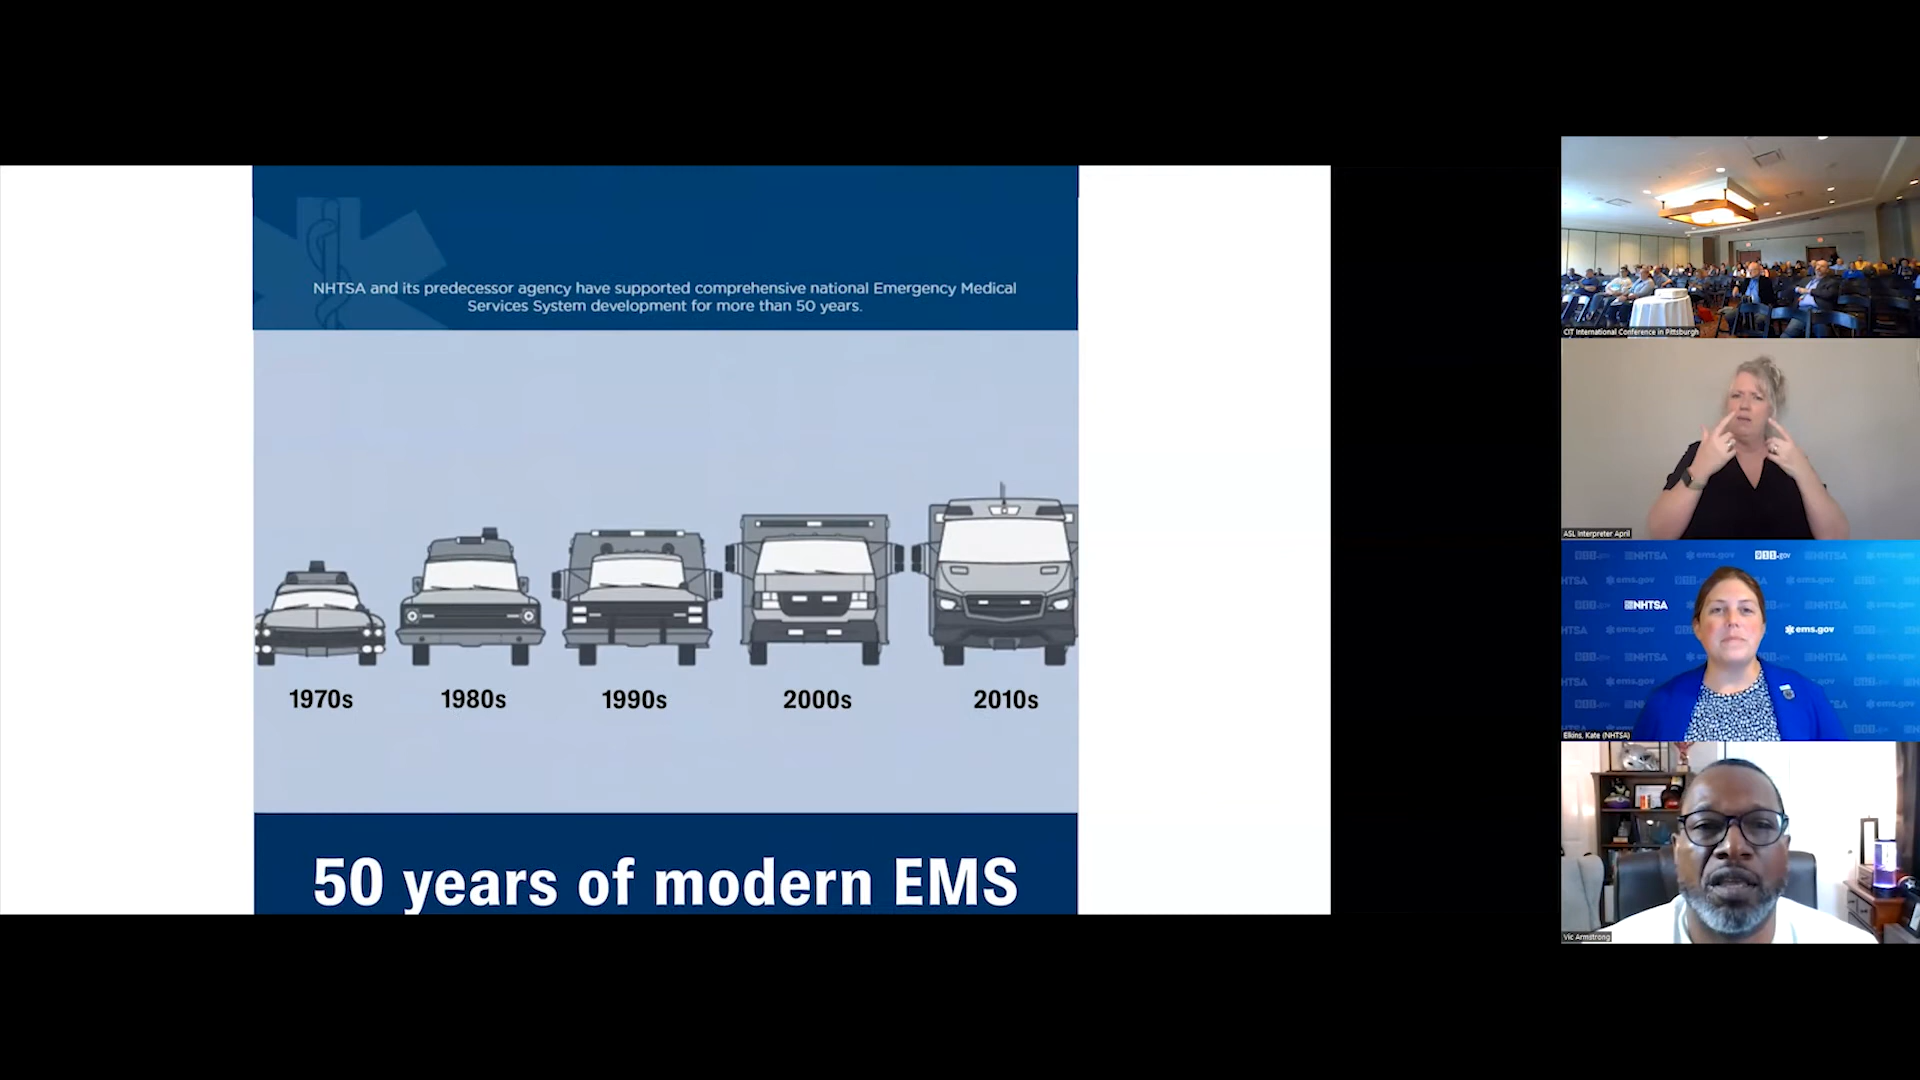 NHTSA and its predecessor agency have supported comprehensive national Emergency Medical
Services System development for more than 50 years.
1970s
1980s
1990s
2000s
2010s
50 years of modern EMS
CIT International Conference in Pittsburgh
ASL Interpreter April
911.gov
NHTSA
ems.gov
Elkins, Kate (NHTSA)
Vic Armstrong